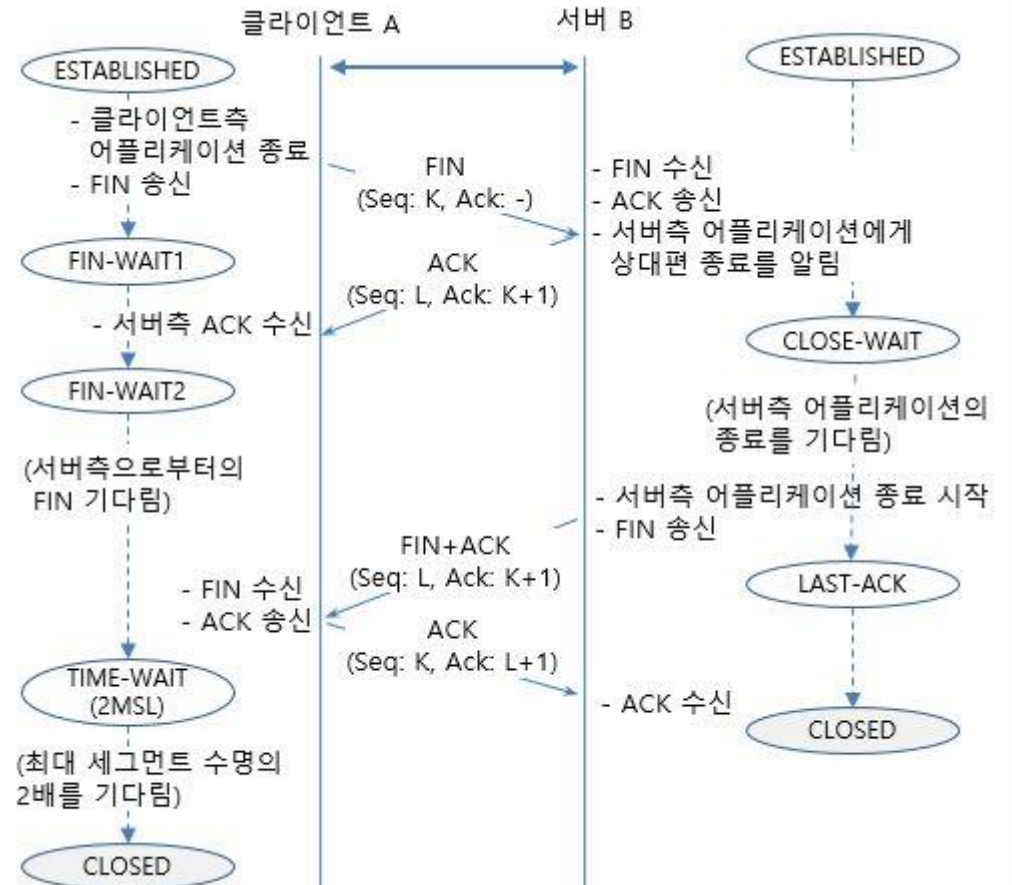 클라이언트 A
서버 B
ESTABLISHED
ESTABLISHED
- 클라이언트측
어플리케이션 종료
- FIN 송신
FIN
(Seq: K, Ack: -)
- FIN 수신
- ACK 송신
- 서버측 어플리케이션에게
상대편 종료를 알림
FIN-WAIT1
ACK
(Seq: L, Ack: K+1)
- 서버측 ACK 수신
CLOSE-WAIT
FIN-WAIT2
(서버측 어플리케이션의
종료를 기다림)
(서버측으로부터의
FIN 기다림)
- 서버측 어플리케이션 종료 시작
- FIN 송신
FIN+ACK
(Seq: L, Ack: K+1)
- FIN 수신
- ACK 송신
LAST-ACK
ACK
(Seq: K, Ack: L+1)
TIME-WAIT
(2MSL)
- ACK 수신
CLOSED
(최대 세그먼트 수명의
2배를 기다림)
CLOSED